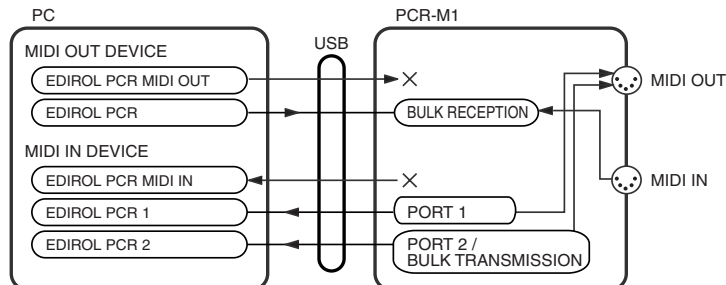 PC
PCR-M1
USB
MIDI OUT DEVICE
EDIROL PCR MIDI OUT
EDIROL PCR
BULK RECEPTION
MIDI OUT
MIDI IN DEVICE
EDIROL PCR MIDI IN
MIDI IN
EDIROL PCR 1
PORT 1
EDIROL PCR 2
PORT 2 /
BULK TRANSMISSION